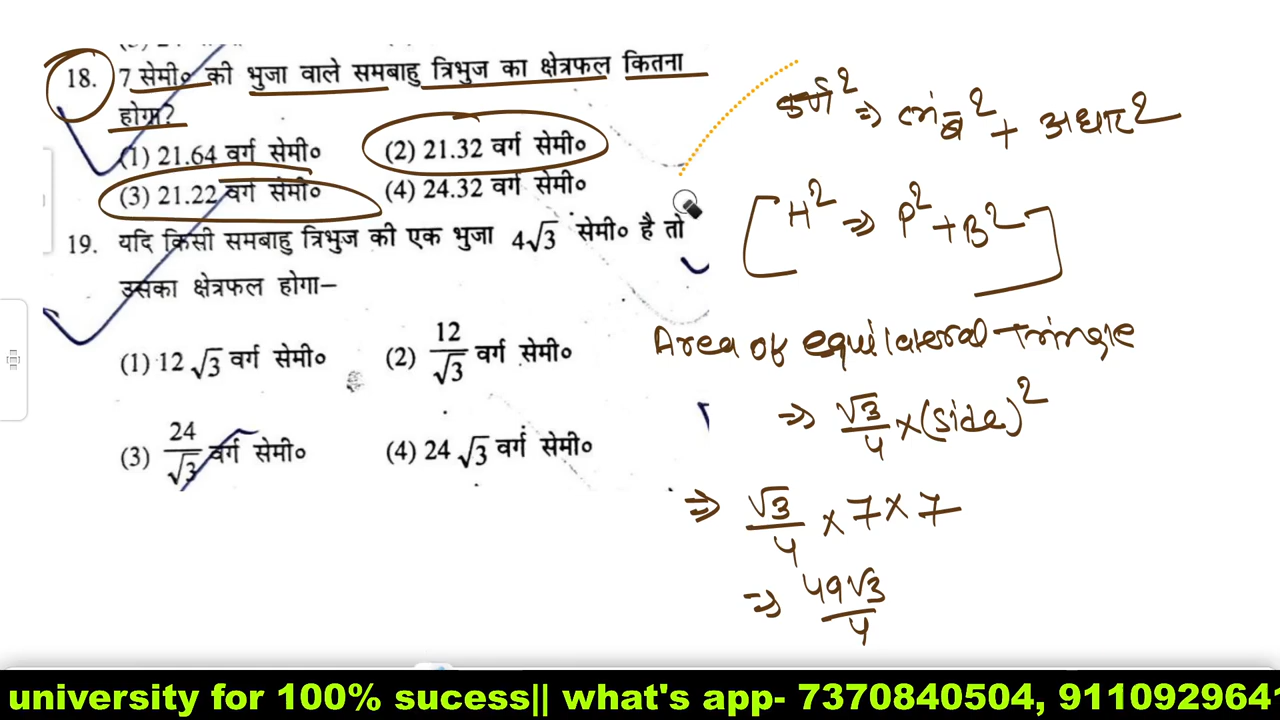 18. 7 सेमी० की भुजा वाले समबाहु त्रिभुज का क्षेत्रफल कितना
होगा?
(1) 21.64 वर्ग सेमी० (2) 21.32 वर्ग सेमी०
(3) 21.22 वर्ग सेमी० (4) 24.32 वर्ग सेमी०
19. यदि किसी समबाहु त्रिभुज की एक भुजा 4√3 सेमी० है तो
उसका क्षेत्रफल होगा–
(1) 12 √3 वर्ग सेमी० (2) 12/√3 वर्ग सेमी०
(3) 24/√3 वर्ग सेमी० (4) 24 √3 वर्ग सेमी०
कर्ण² ⇒ लंब² + अधार²
[H² ⇒ P² + B²]
Area of equilateral Tringle
⇒ √3/4 × (side)²
⇒ √3/4 × 7 × 7
⇒ 49√3/4
university for 100% sucess|| what's app- 7370840504, 911092964